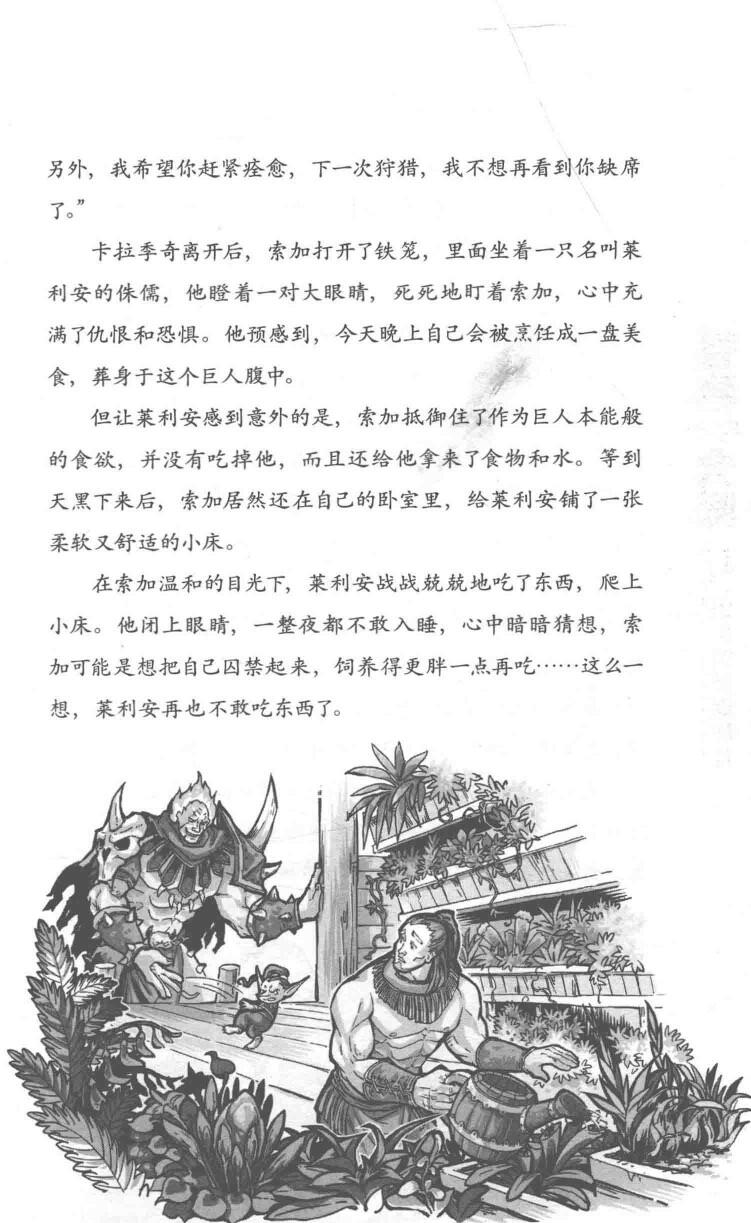 另外，我希望你赶紧痊愈，下一次狩猎，我不想再看到你缺席
了。”
卡拉季奇离开后，索加打开了铁笼，里面坐着一只名叫莱
利安的侏儒，他瞪着一对大眼睛，死死地盯着索加，心中充
满了仇恨和恐惧。他预感到，今天晚上自己会被烹饪成一盘美
食，葬身于这个巨人腹中。
但让莱利安感到意外的是，索加抵御住了作为巨人本能般
的食欲，并没有吃掉他，而且还给他拿来了食物和水。等到
天黑下来后，索加居然还在自己的卧室里，给莱利安铺了一张
柔软又舒适的小床。
在索加温和的目光下，莱利安战战兢兢地吃了东西，爬上
小床。他闭上眼睛，一整夜都不敢入睡，心中暗暗猜想，索
加可能是想把自己囚禁起来，饲养得更胖一点再吃……这么一
想，莱利安再也不敢吃东西了。